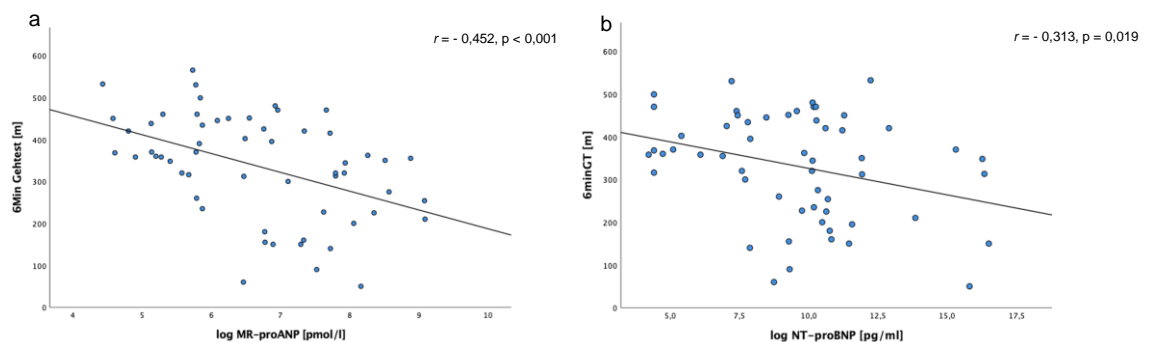 a
r = - 0,452, p < 0,001
600
500
400
300
200
100
0
6Min Gehtest [m]
4 5 6 7 8 9 10
log MR-proANP [pmol/l]
b
r = - 0,313, p = 0,019
600
500
400
300
200
100
0
6minGT [m]
5,0 7,5 10,0 12,5 15,0 17,5
log NT-proBNP [pg/ml]